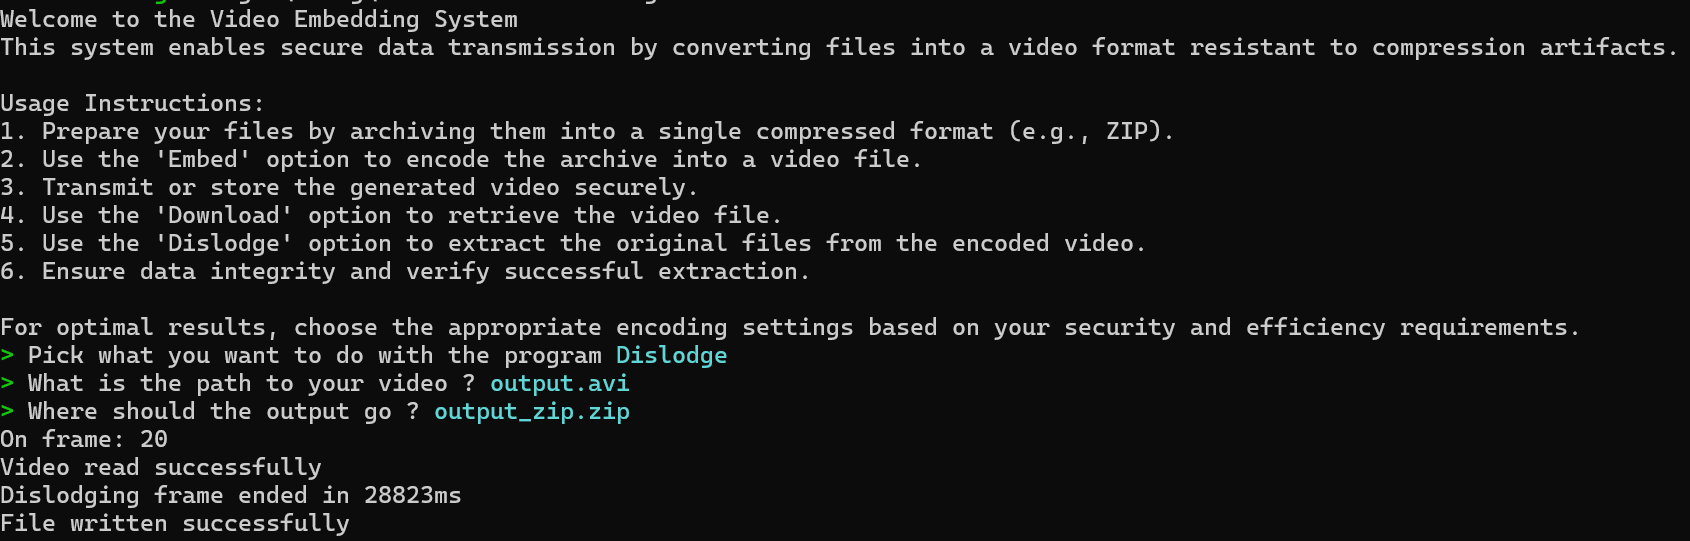 Welcome to the Video Embedding System
This system enables secure data transmission by converting files into a video format resistant to compression artifacts.
Usage Instructions:
1. Prepare your files by archiving them into a single compressed format (e.g., ZIP).
2. Use the 'Embed' option to encode the archive into a video file.
3. Transmit or store the generated video securely.
4. Use the 'Download' option to retrieve the video file.
5. Use the 'Dislodge' option to extract the original files from the encoded video.
6. Ensure data integrity and verify successful extraction.
For optimal results, choose the appropriate encoding settings based on your security and efficiency requirements.
> Pick what you want to do with the program Dislodge
> What is the path to your video ? output.avi
> Where should the output go ? output_zip.zip
On frame: 20
Video read successfully
Dislodging frame ended in 28823ms
File written successfully